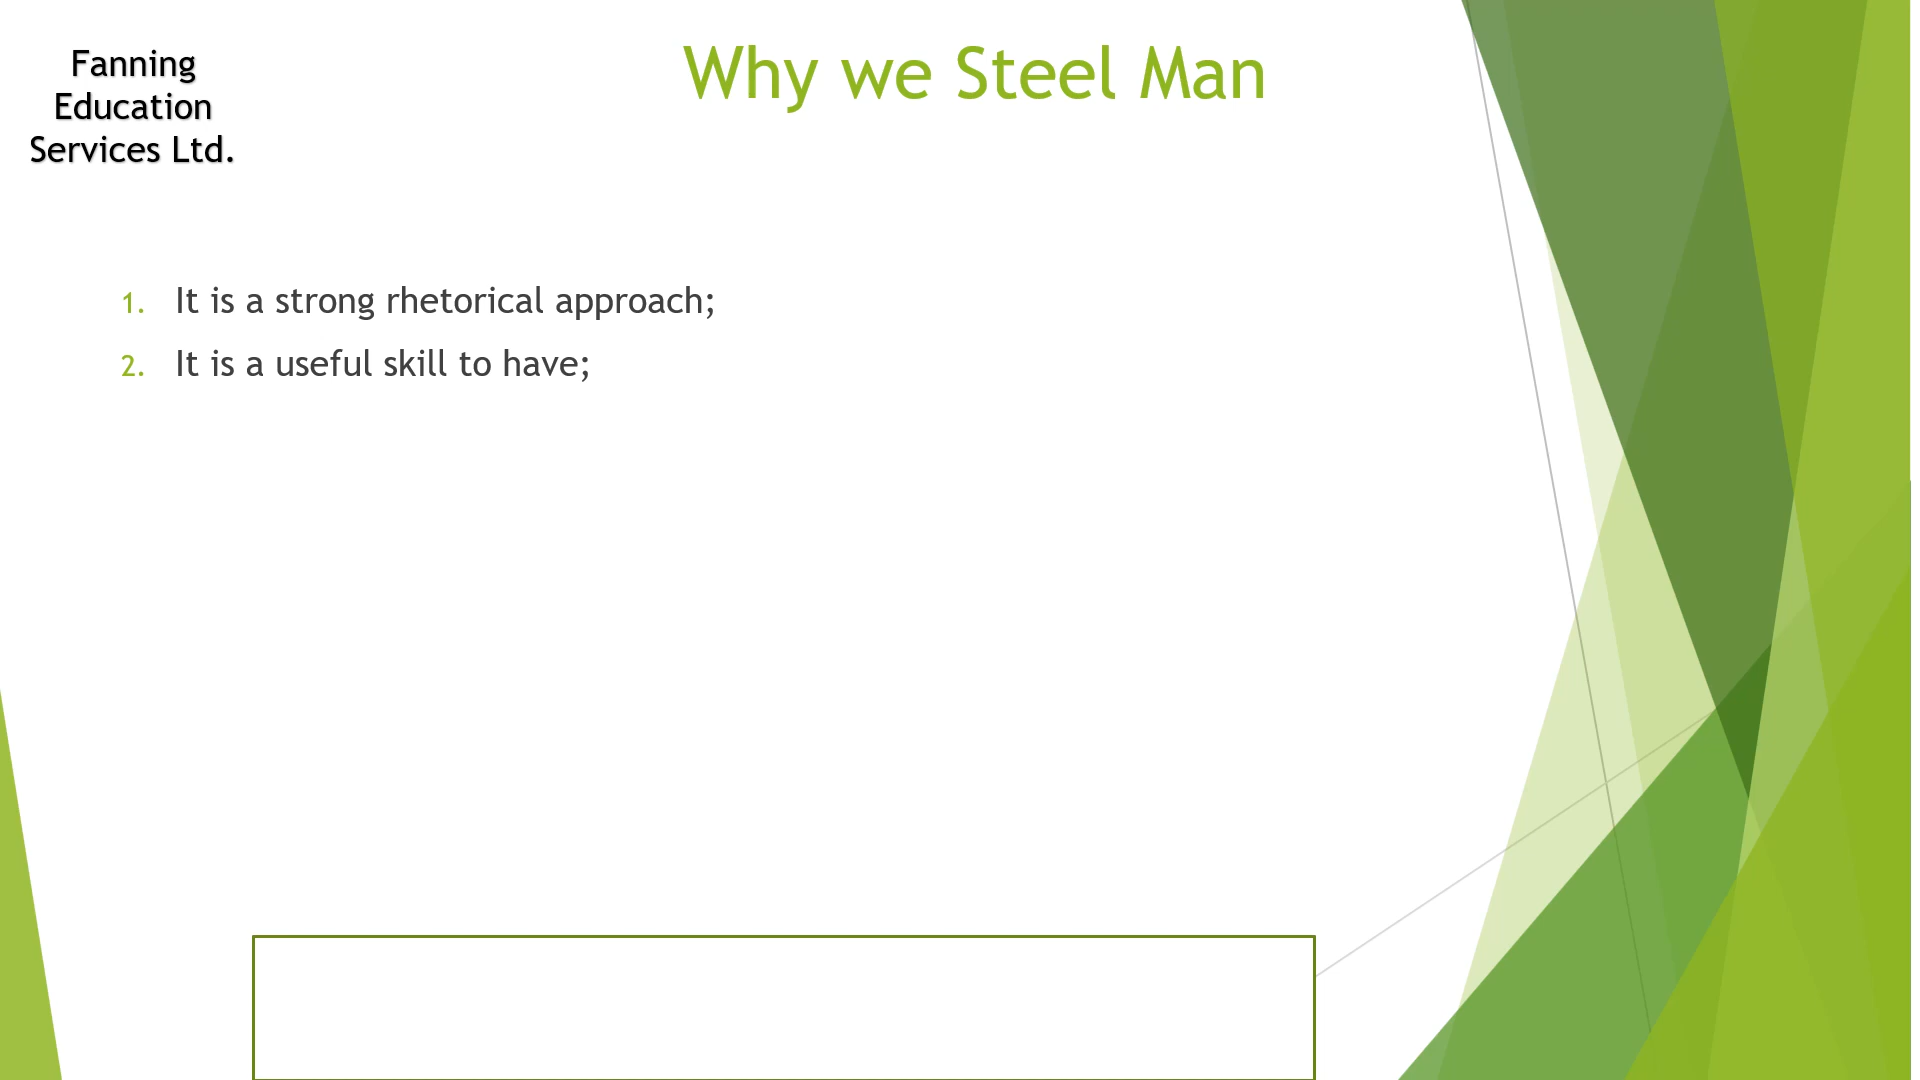 Fanning
Education
Services Ltd.
Why we Steel Man
1. It is a strong rhetorical approach;
2. It is a useful skill to have;